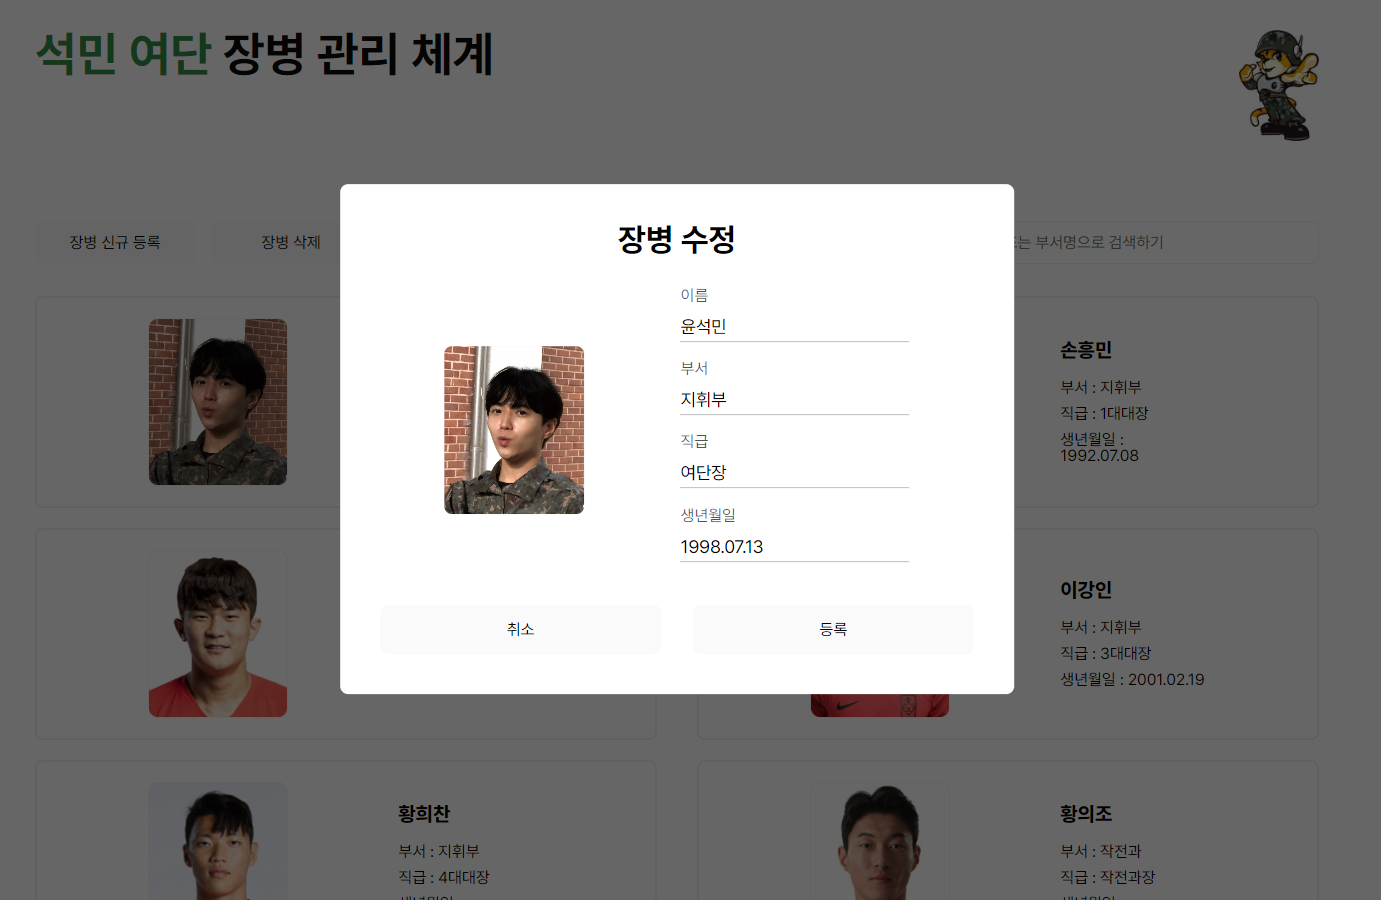 석민 여단 장병 관리 체계
장병 신규 등록
장병 삭제
는 부서명으로 검색하기
장병 수정
이름
윤석민
부서
지휘부
직급
여단장
생년월일
1998.07.13
취소
등록
손흥민
부서 : 지휘부
직급 : 1대대장
생년월일 :
1992.07.08
이강인
부서 : 지휘부
직급 : 3대대장
생년월일 : 2001.02.19
황희찬
부서 : 지휘부
직급 : 4대대장
황의조
부서 : 작전과
직급 : 작전과장